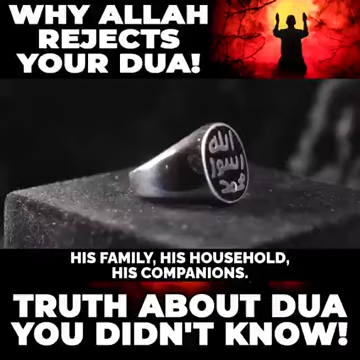 WHY ALLAH
REJECTS
YOUR DUA!
الله
رسول
محمد
HIS FAMILY, HIS HOUSEHOLD,
HIS COMPANIONS.
TRUTH ABOUT DUA
YOU DIDN'T KNOW!